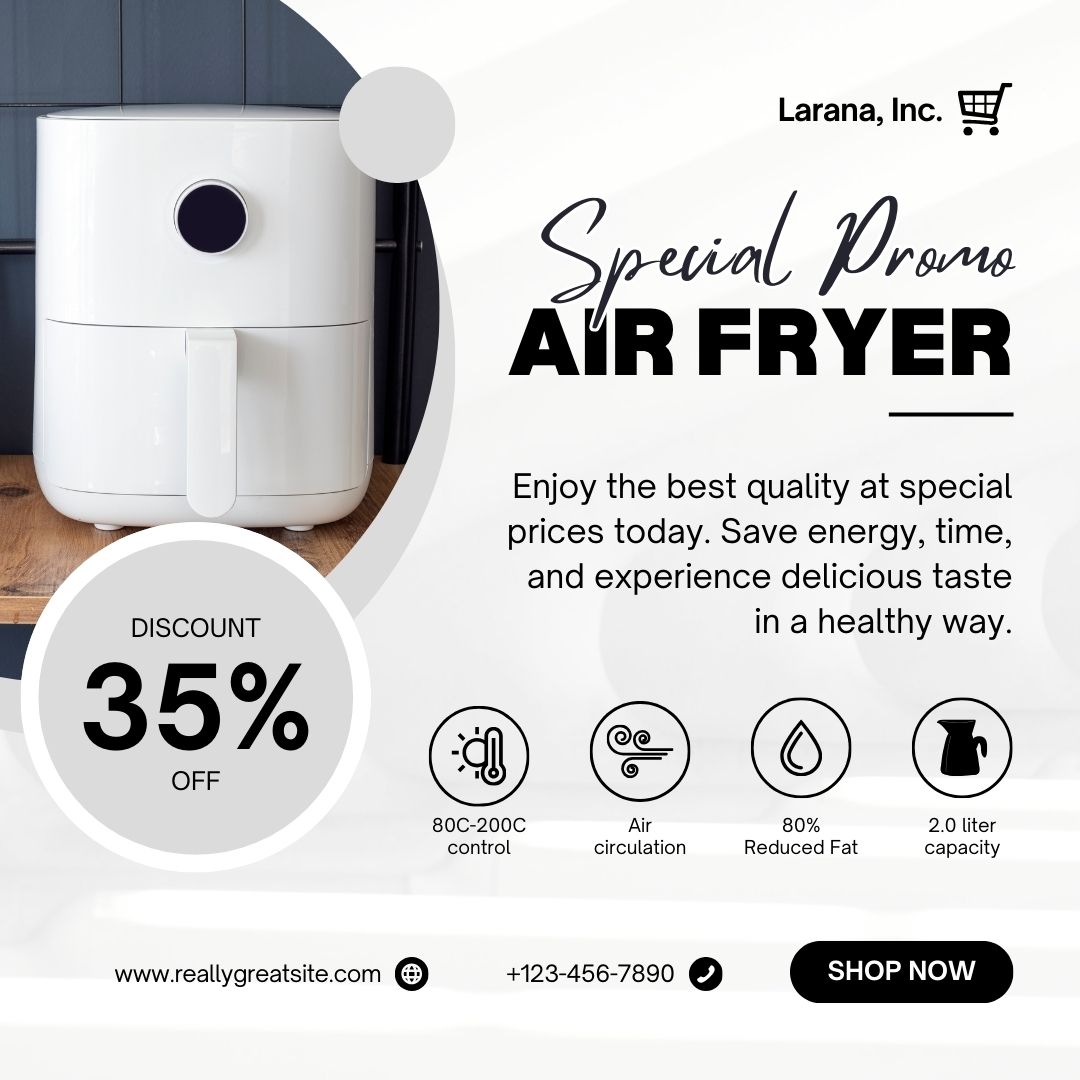 Larana, Inc.
Special Promo
AIR FRYER
Enjoy the best quality at special
prices today. Save energy, time,
and experience delicious taste
in a healthy way.
DISCOUNT
35%
OFF
80C-200C
control
Air
circulation
80%
Reduced Fat
2.0 liter
capacity
www.reallygreatsite.com
+123-456-7890
SHOP NOW